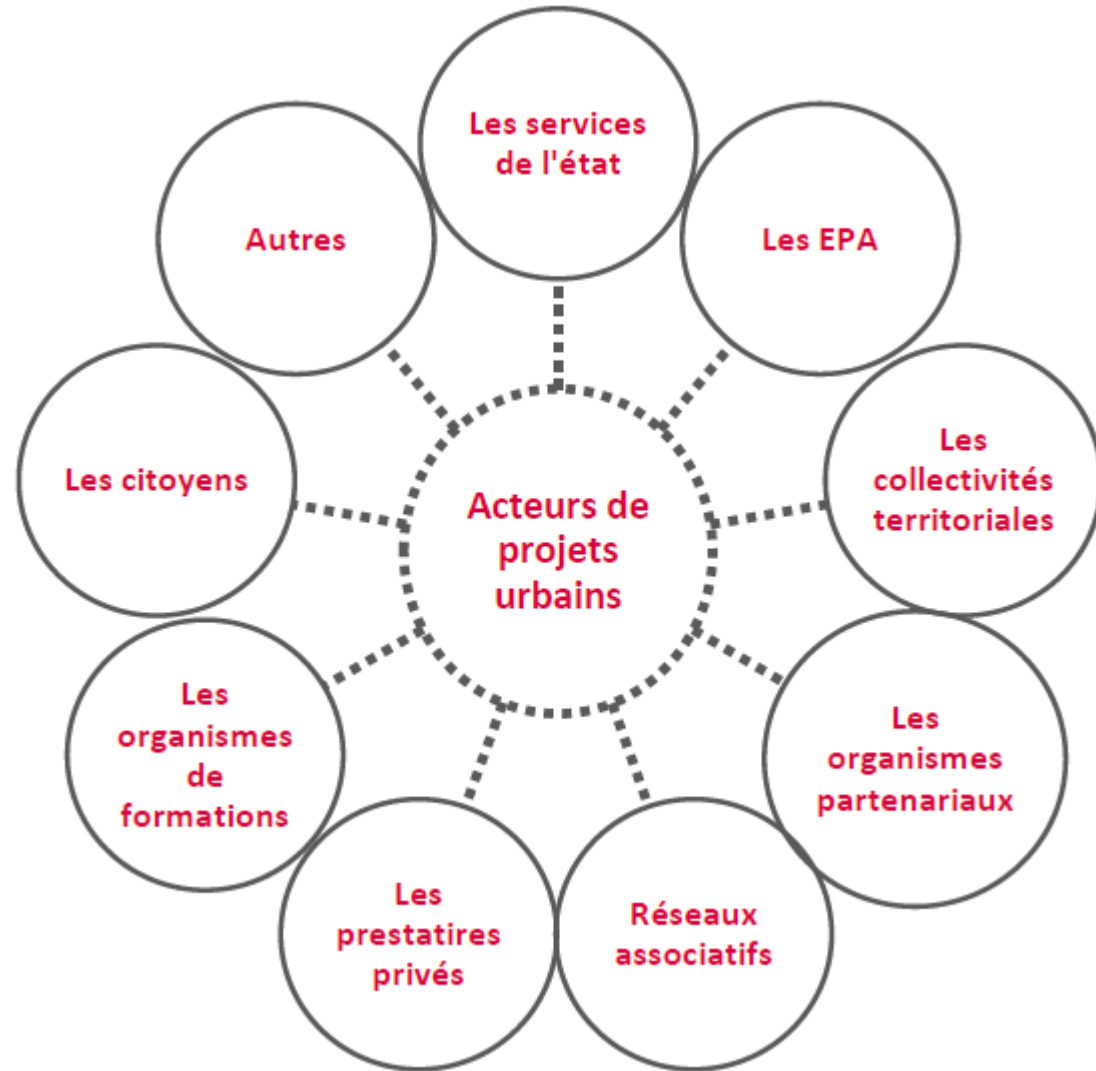 Les services
de l'état
Autres
Les EPA
Les citoyens
Les
collectivités
territoriales
Acteurs de
projets
urbains
Les
organismes
de
formations
Les
organismes
partenariaux
Les
prestatires
privés
Réseaux
associatifs